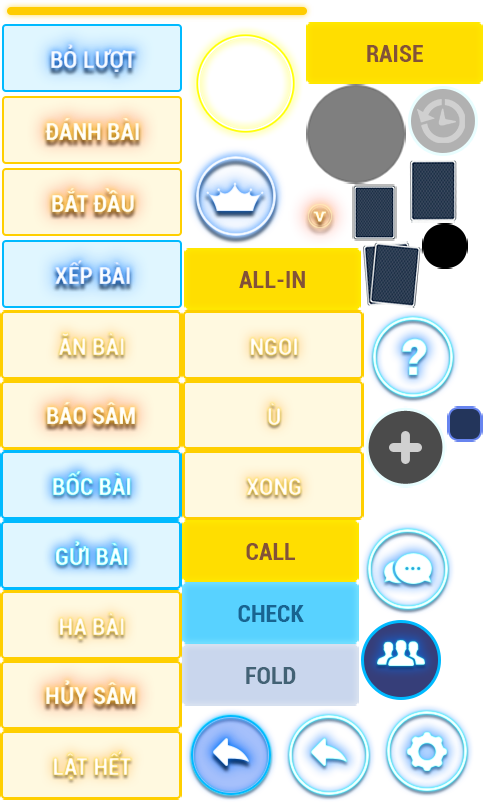 BỎ LƯỢT
RAISE
ĐÁNH BÀI
BẮT ĐẦU
V
XẾP BÀI
ALL-IN
ĂN BÀI
NGOI
?
BÁO SÂM
Ù
BỐC BÀI
XONG
GỬI BÀI
CALL
HẠ BÀI
CHECK
HỦY SÂM
FOLD
LẬT HẾT